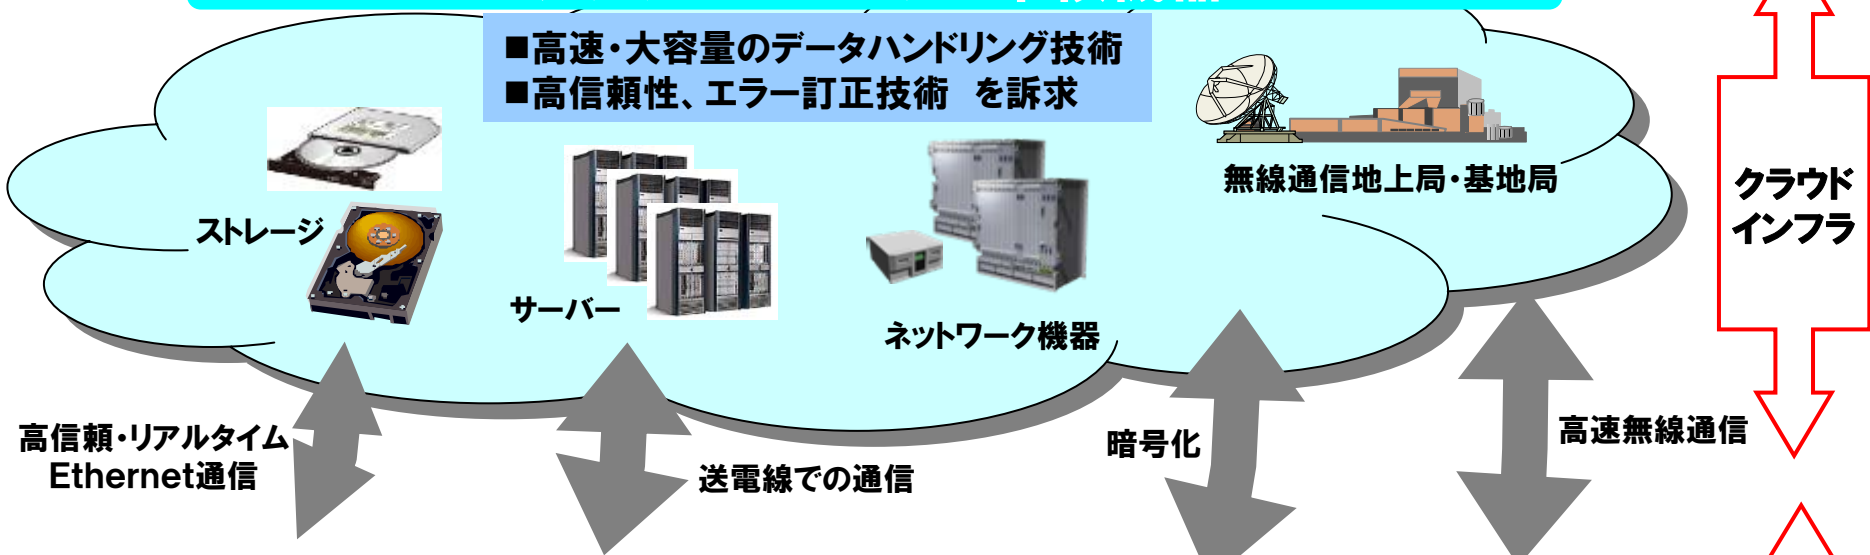 ■高速・大容量のデータハンドリング技術
■高信頼性、エラー訂正技術　を訴求
無線通信地上局・基地局
クラウド
インフラ
ストレージ
サーバー
ネットワーク機器
高信頼・リアルタイム
Ethernet通信
送電線での通信
暗号化
高速無線通信